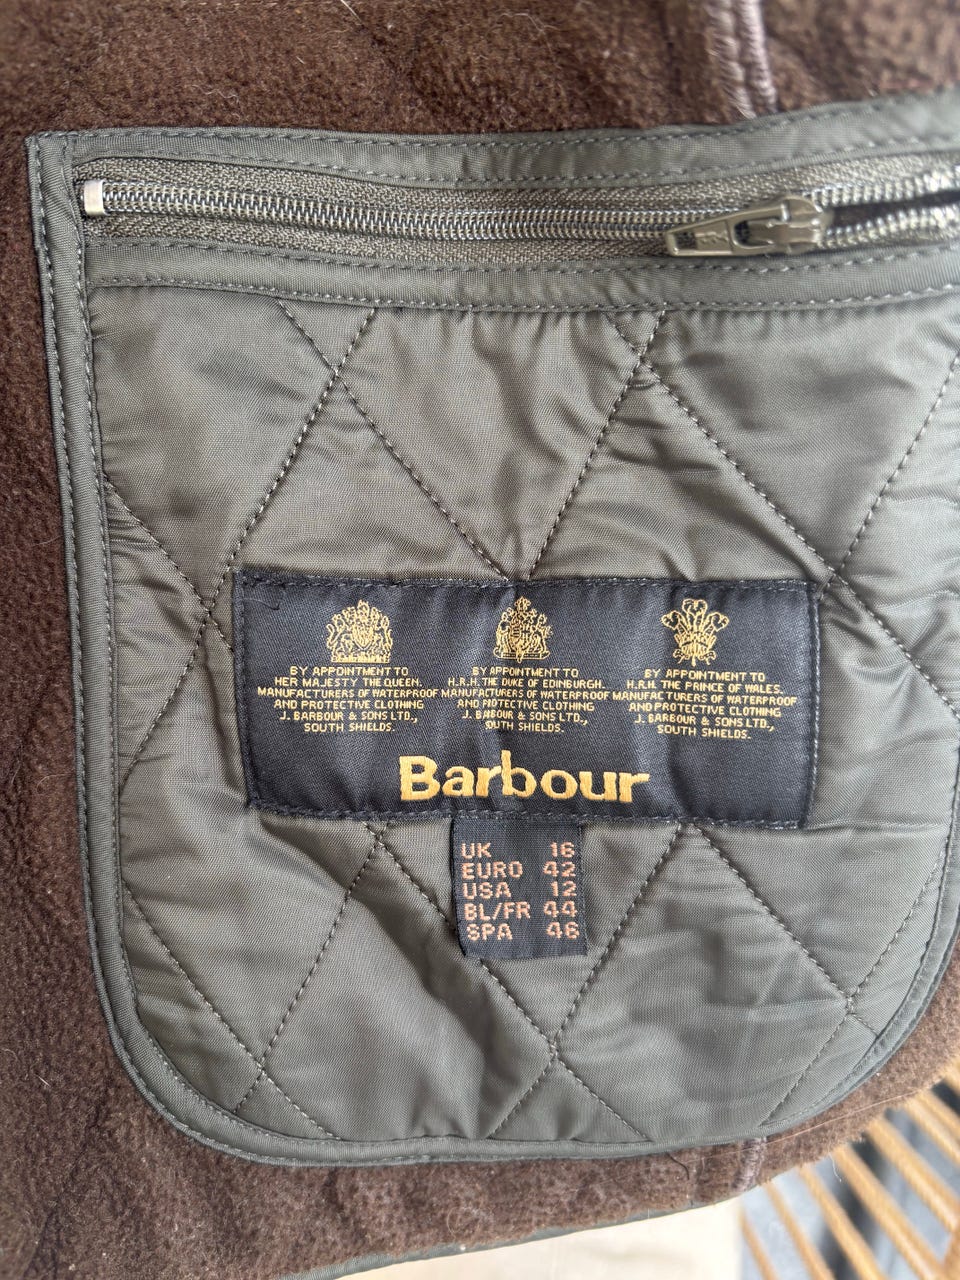 BY APPOINTMENT TO
HER MAJESTY THE QUEEN.
MANUFACTURERS OF WATERPROOF
AND PROTECTIVE CLOTHING
J. BARBOUR & SONS LTD.,
SOUTH SHIELDS.
BY APPOINTMENT TO
H.R.H. THE DUKE OF EDINBURGH.
MANUFACTURERS OF WATERPROOF
AND PROTECTIVE CLOTHING
J. BARBOUR & SONS LTD.,
SOUTH SHIELDS.
BY APPOINTMENT TO
H.R.H. THE PRINCE OF WALES.
MANUFACTURERS OF WATERPROOF
AND PROTECTIVE CLOTHING
J. BARBOUR & SONS LTD.,
SOUTH SHIELDS.
Barbour
UK 16
EURO 42
USA 12
BL/FR 44
SPA 46